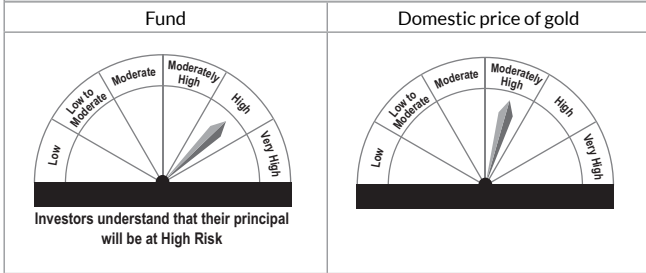 Fund
Domestic price of gold
Low
Low to
Moderate
Moderate
Moderately
High
High
Very High
Low
Low to
Moderate
Moderate
Moderately
High
High
Very High
Investors understand that their principal
will be at High Risk